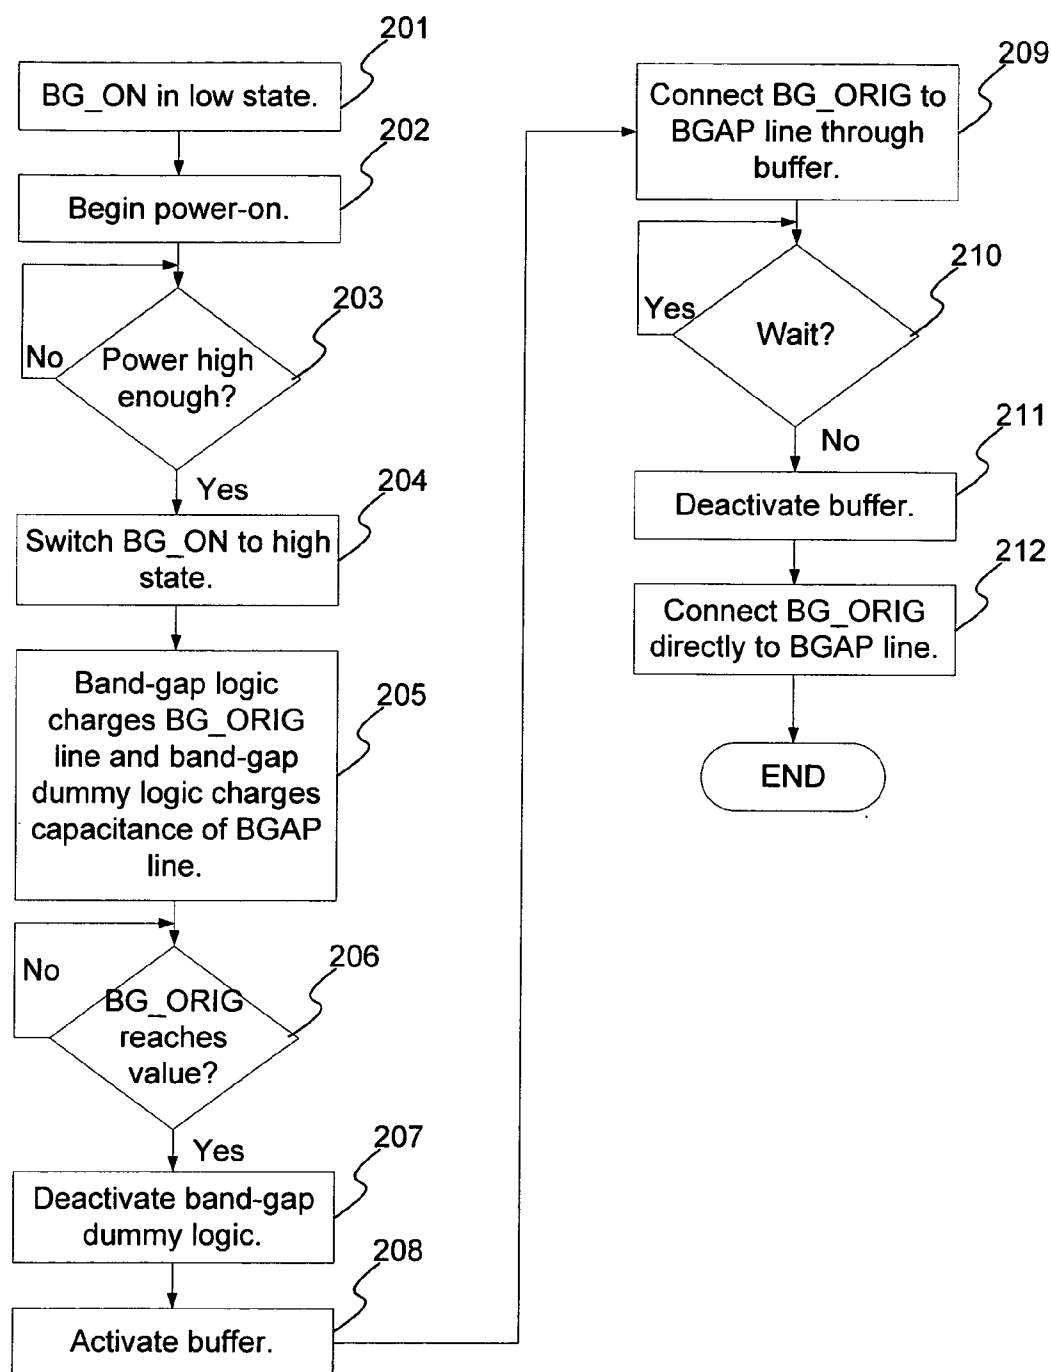 201
BG_ON in low state.
202
Begin power-on.
203
No
Power high
enough?
Yes
204
Switch BG_ON to high
state.
205
Band-gap logic
charges BG_ORIG
line and band-gap
dummy logic charges
capacitance of BGAP
line.
206
No
BG_ORIG
reaches
value?
Yes
207
Deactivate band-gap
dummy logic.
208
Activate buffer.
209
Connect BG_ORIG to
BGAP line through
buffer.
210
Yes
Wait?
No
211
Deactivate buffer.
212
Connect BG_ORIG
directly to BGAP line.
END